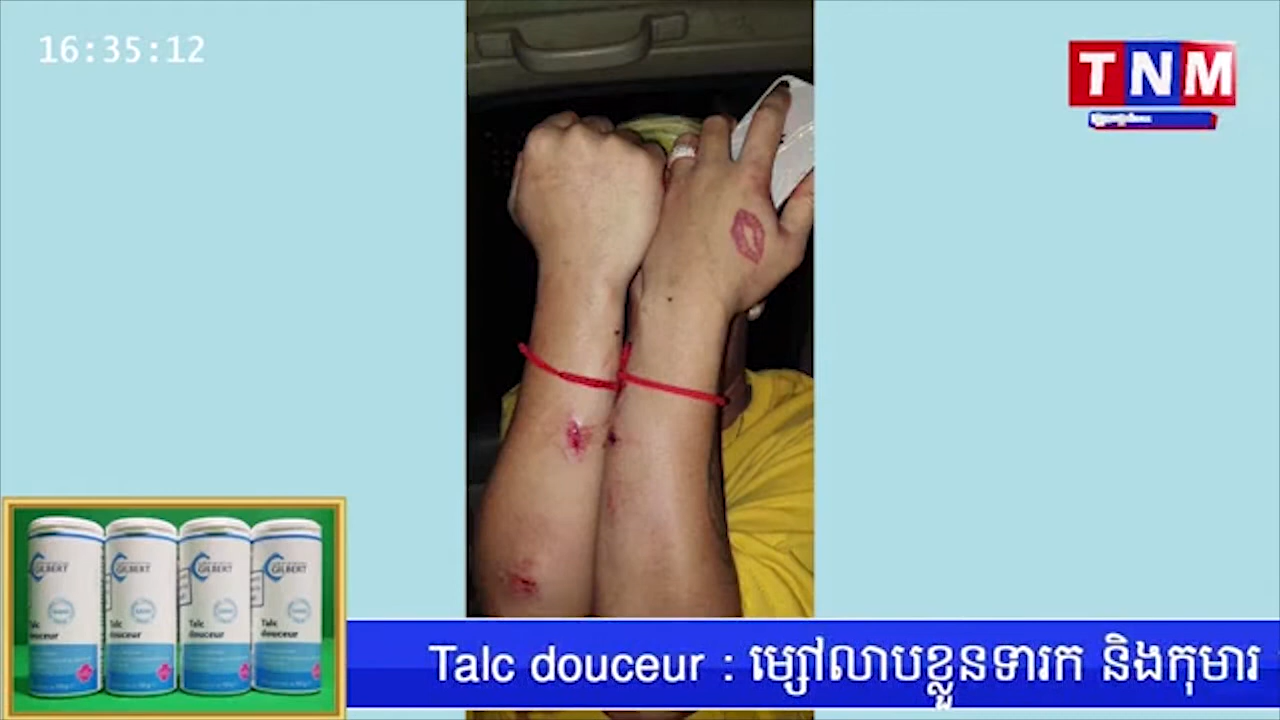 16:35:12
TNM
GILBERT GILBERT GILBERT GILBERT
Talc Talc Talc Talc
douceur douceur douceur douceur
Talc douceur : ម្សៅលាបខ្លួនទារក និងកុមារ